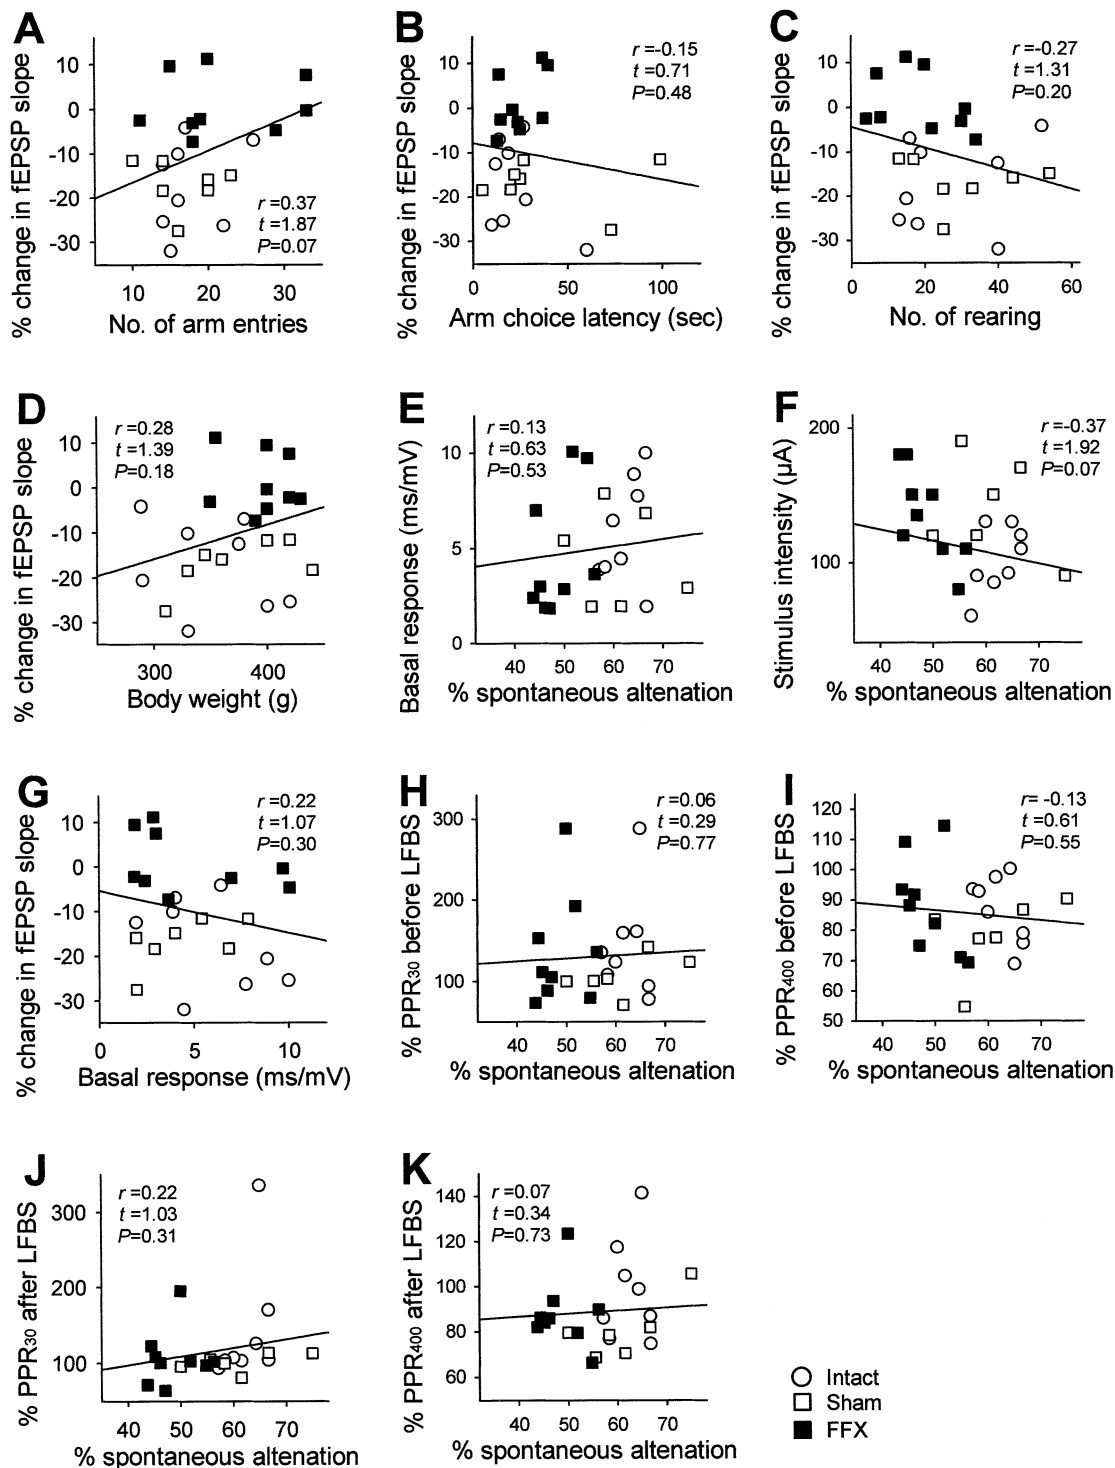 A
% change in fEPSP slope
10
0
-10
-20
-30
r =0.37
t =1.87
P=0.07
10 20 30
No. of arm entries
B
% change in fEPSP slope
10
0
-10
-20
-30
r =-0.15
t =0.71
P=0.48
0 50 100
Arm choice latency (sec)
C
% change in fEPSP slope
10
0
-10
-20
-30
r =-0.27
t =1.31
P=0.20
0 20 40 60
No. of rearing
D
% change in fEPSP slope
10
0
-10
-20
-30
r =0.28
t =1.39
P=0.18
300 400
Body weight (g)
E
Basal response (ms/mV)
10
5
0
r =0.13
t =0.63
P=0.53
40 50 60 70
% spontaneous altenation
F
Stimulus intensity (µA)
200
100
r =-0.37
t =1.92
P=0.07
40 50 60 70
% spontaneous altenation
G
% change in fEPSP slope
10
0
-10
-20
-30
r =0.22
t =1.07
P=0.30
0 5 10
Basal response (ms/mV)
H
% PPR30 before LFBS
300
200
100
r =0.06
t =0.29
P=0.77
40 50 60 70
% spontaneous altenation
I
% PPR400 before LFBS
120
110
100
90
80
70
60
50
r= -0.13
t =0.61
P=0.55
40 50 60 70
% spontaneous altenation
J
% PPR30 after LFBS
300
200
100
r =0.22
t =1.03
P=0.31
40 50 60 70
% spontaneous altenation
K
% PPR400 after LFBS
140
120
100
80
60
r =0.07
t =0.34
P=0.73
40 50 60 70
% spontaneous altenation
Intact
Sham
FFX